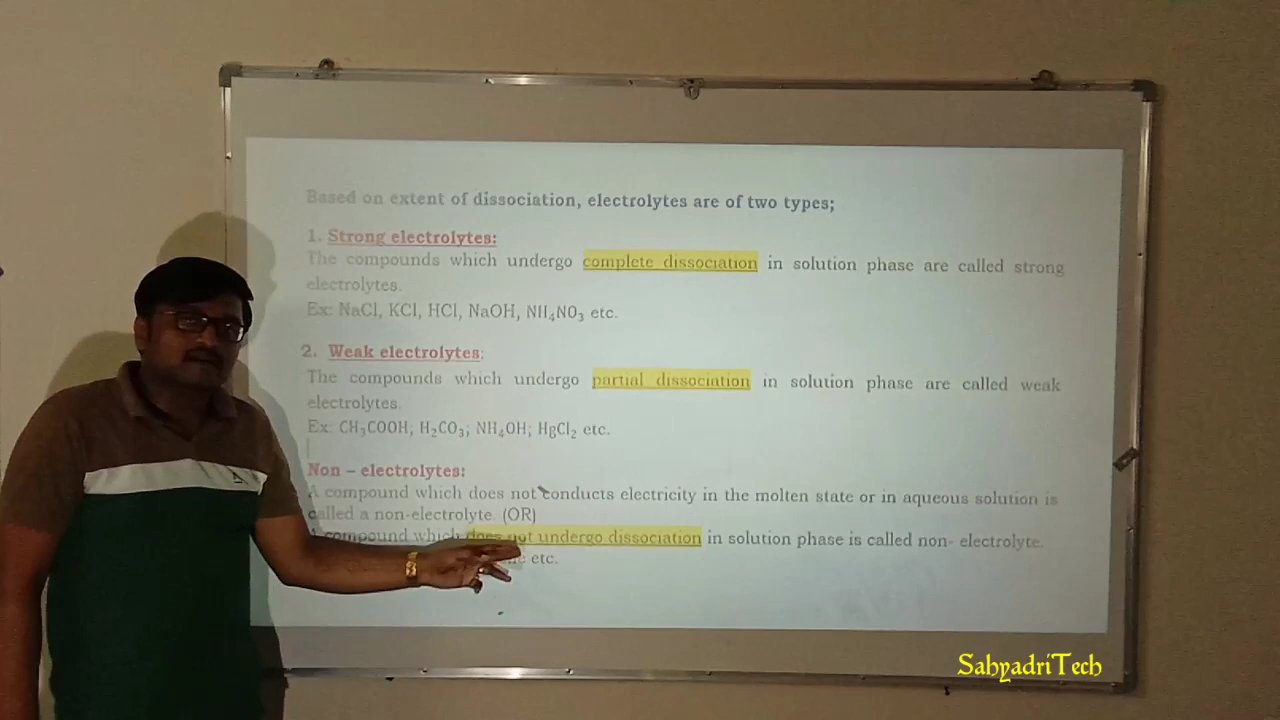 Based on extent of dissociation, electrolytes are of two types;
1. Strong electrolytes:
The compounds which undergo complete dissociation in solution phase are called strong
electrolytes.
Ex: NaCl, KCl, HCl, NaOH, NH₄NO₃ etc.
2. Weak electrolytes:
The compounds which undergo partial dissociation in solution phase are called weak
electrolytes.
Ex: CH₃COOH; H₂CO₃; NH₄OH; HgCl₂ etc.
Non – electrolytes:
A compound which does not conducts electricity in the molten state or in aqueous solution is
called a non-electrolyte. (OR)
A compound which does not undergo dissociation in solution phase is called non- electrolyte.
etc.
SahyadriTech